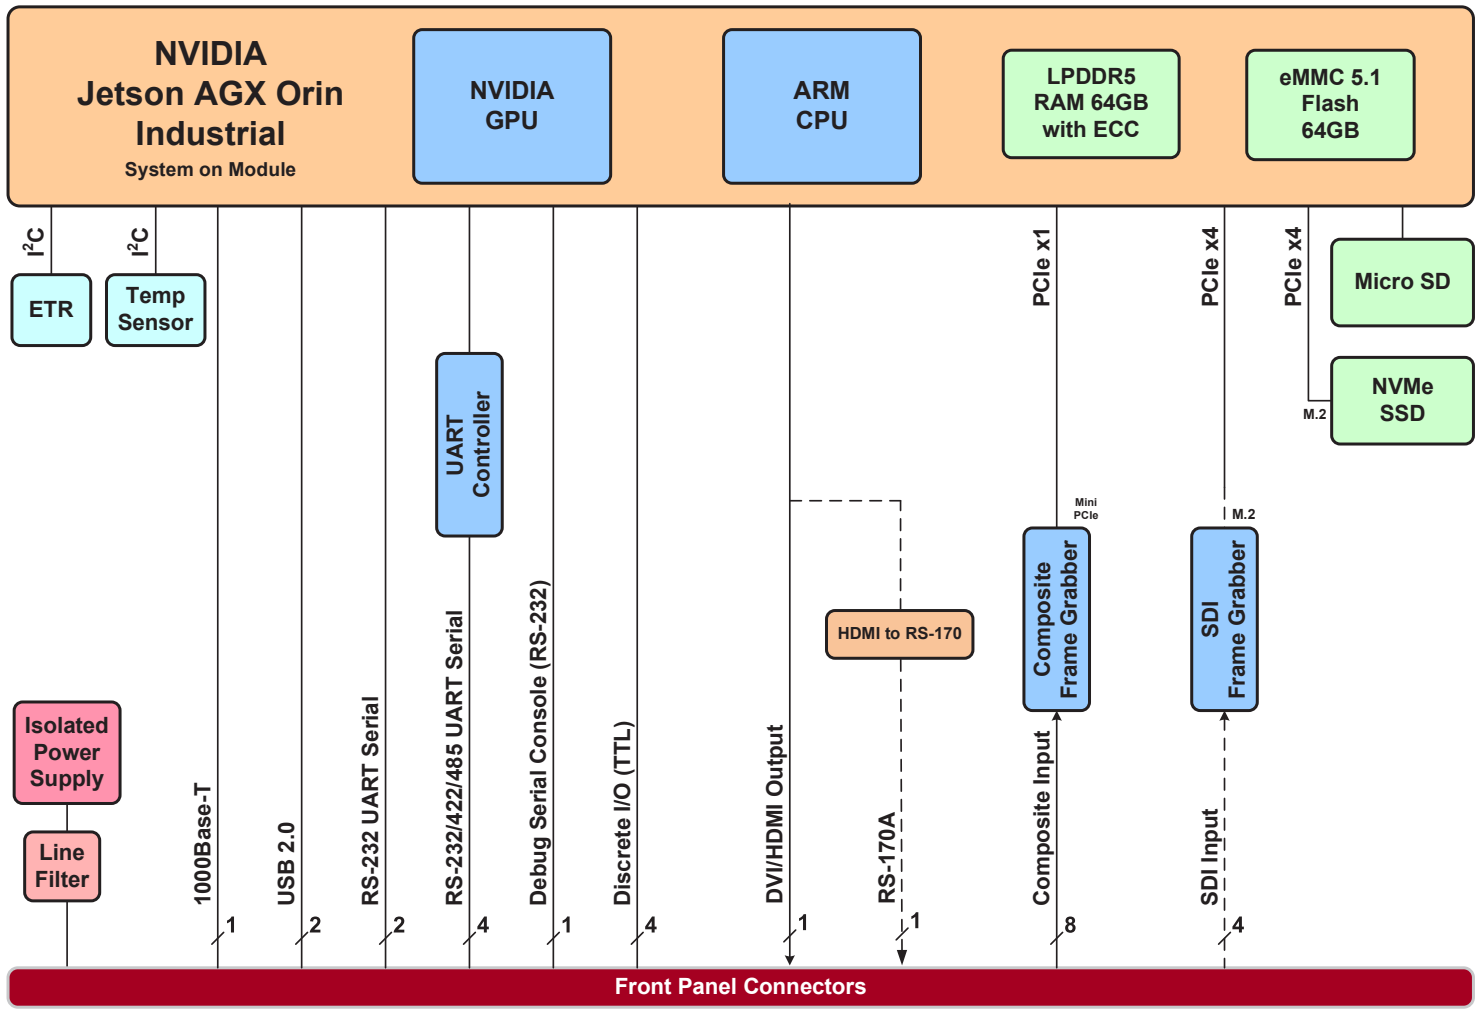 NVIDIA
Jetson AGX Orin
Industrial
System on Module
NVIDIA
GPU
ARM
CPU
LPDDR5
RAM 64GB
with ECC
eMMC 5.1
Flash
64GB
I²C
I²C
PCIe x1
PCIe x4
PCIe x4
ETR
Temp
Sensor
Micro SD
NVMe
SSD
M.2
UART
Controller
Mini
PCIe
M.2
Composite
Frame Grabber
SDI
Frame Grabber
HDMI to RS-170
Isolated
Power
Supply
Line
Filter
1000Base-T
1
USB 2.0
2
RS-232 UART Serial
2
RS-232/422/485 UART Serial
4
Debug Serial Console (RS-232)
1
Discrete I/O (TTL)
4
DVI/HDMI Output
1
RS-170A
1
Composite Input
8
SDI Input
4
Front Panel Connectors